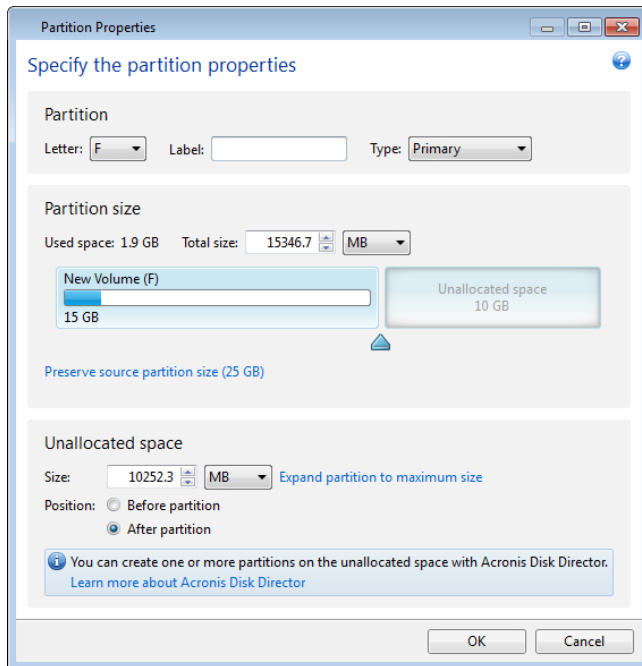 Partition Properties
Specify the partition properties
Partition
Letter: F Label: Type: Primary
Partition size
Used space: 1.9 GB Total size: 15346.7 MB
New Volume (F)
15 GB
Unallocated space
10 GB
Preserve source partition size (25 GB)
Unallocated space
Size: 10252.3 MB Expand partition to maximum size
Position: Before partition
After partition
You can create one or more partitions on the unallocated space with Acronis Disk Director.
Learn more about Acronis Disk Director
OK Cancel